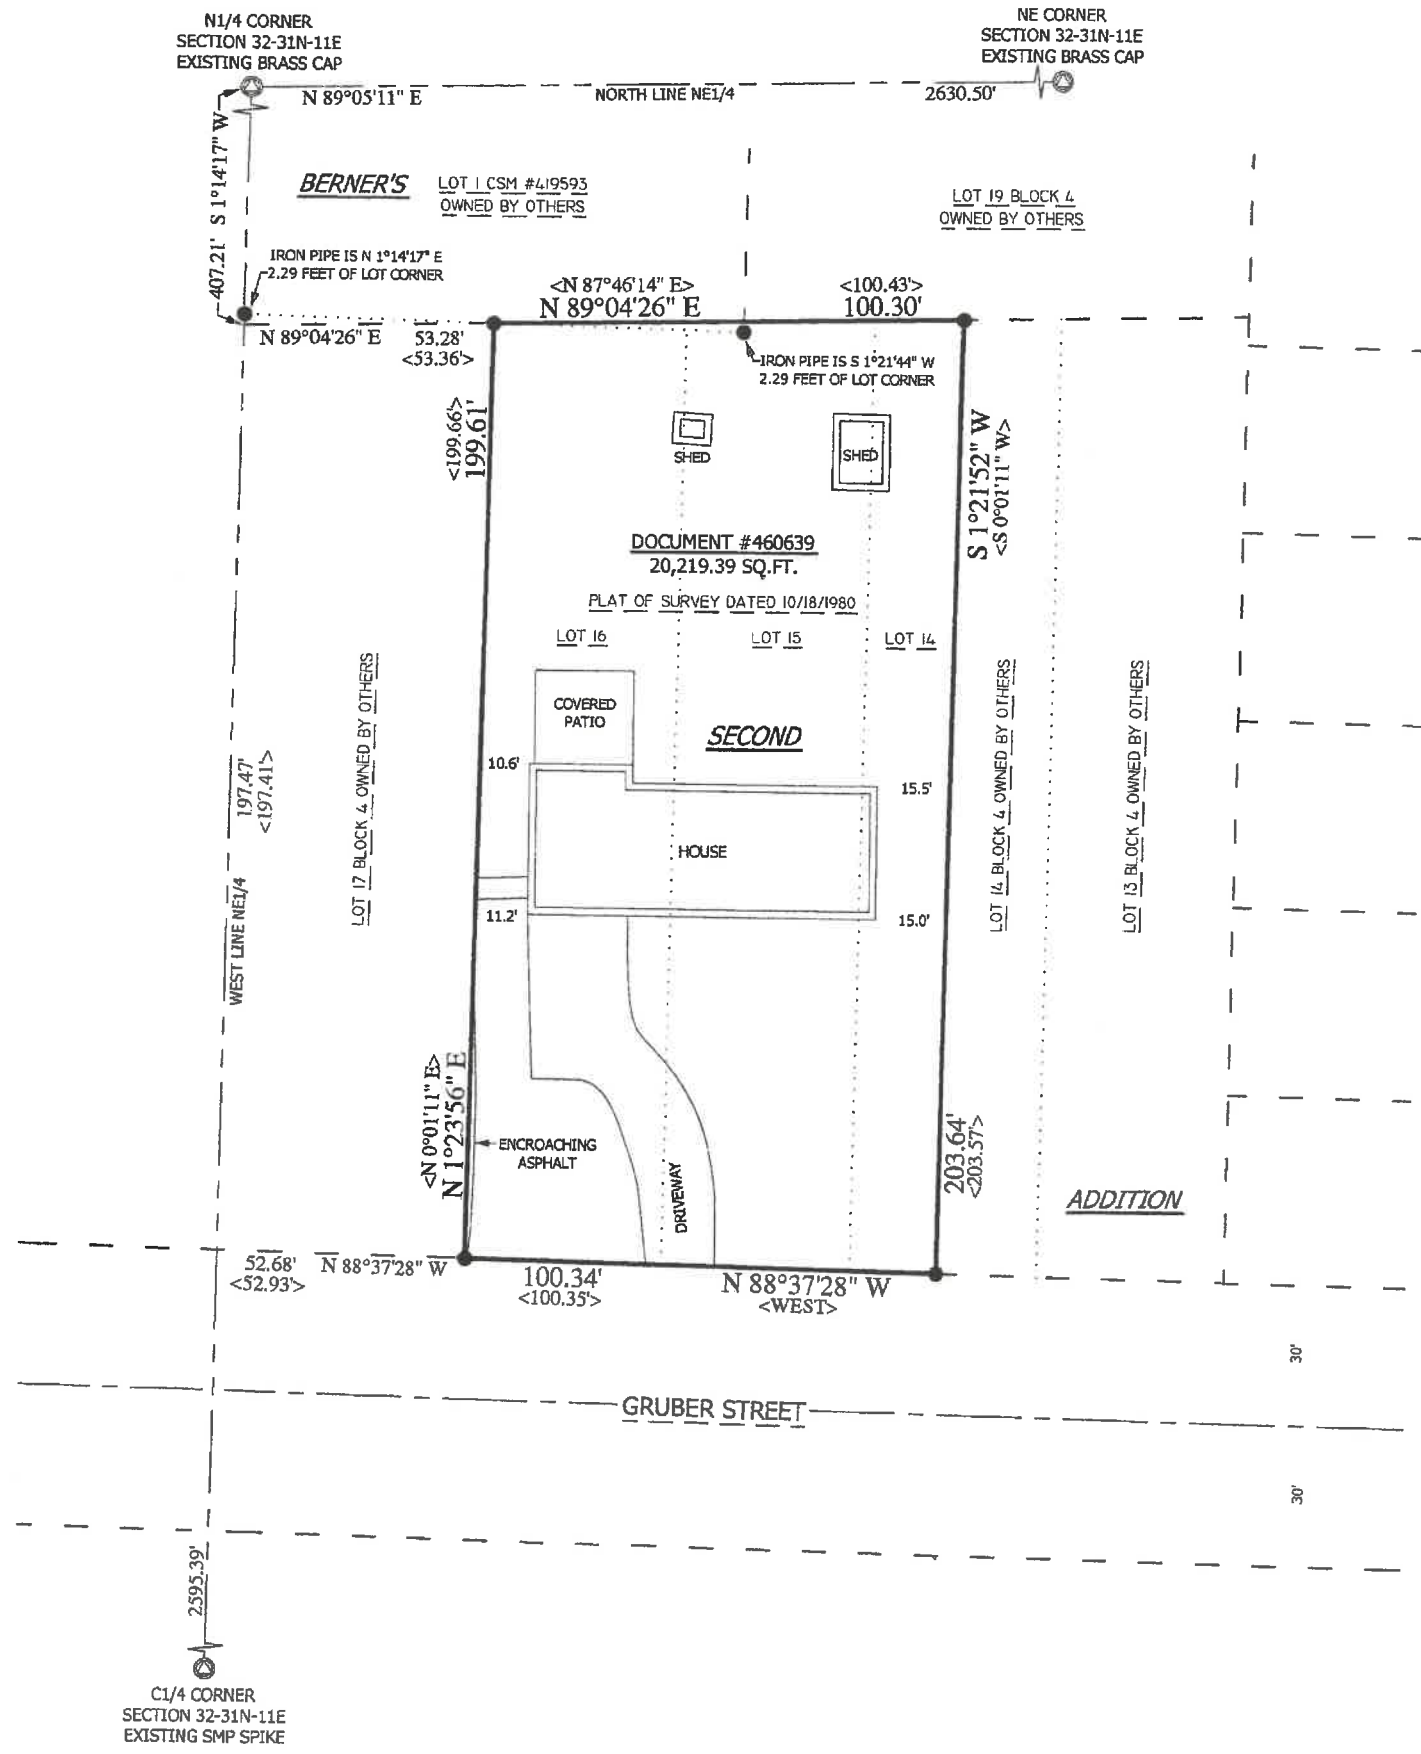 N1/4 CORNER
SECTION 32-31N-11E
EXISTING BRASS CAP
NE CORNER
SECTION 32-31N-11E
EXISTING BRASS CAP
N 89°05'11" E
NORTH LINE NE1/4
2630.50'
407.21' S 1°14'17" W
BERNER'S
LOT 1 CSM #419593
OWNED BY OTHERS
LOT 19 BLOCK 4
OWNED BY OTHERS
IRON PIPE IS N 1°14'17" E
2.29 FEET OF LOT CORNER
<N 87°46'14" E>
N 89°04'26" E
<100.43'>
100.30'
N 89°04'26" E
53.28'
<53.36'>
IRON PIPE IS S 1°21'44" W
2.29 FEET OF LOT CORNER
<199.66'>
199.61'
SHED
SHED
S 1°21'52" W
<S 0°01'11" W>
DOCUMENT #460639
20,219.39 SQ.FT.
PLAT OF SURVEY DATED 10/18/1980
LOT 16
LOT 15
LOT 14
LOT 17 BLOCK 4 OWNED BY OTHERS
LOT 14 BLOCK 4 OWNED BY OTHERS
LOT 13 BLOCK 4 OWNED BY OTHERS
COVERED
PATIO
SECOND
10.6'
15.5'
197.47'
<197.41'>
HOUSE
WEST LINE NE1/4
11.2'
15.0'
<N 0°01'11" E>
N 1°23'56" E
ENCROACHING
ASPHALT
DRIVEWAY
203.64'
<203.57'>
ADDITION
52.68'
<52.93'>
N 88°37'28" W
100.34'
<100.35'>
N 88°37'28" W
<WEST>
30'
GRUBER STREET
30'
2595.39'
C1/4 CORNER
SECTION 32-31N-11E
EXISTING SMP SPIKE